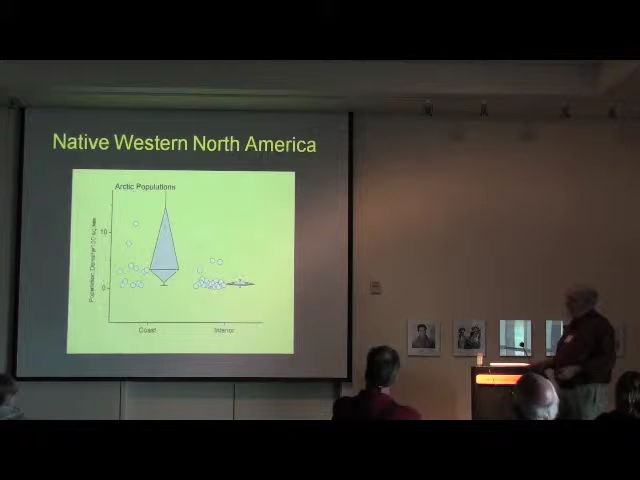 Native Western North America
Arctic Populations
10
0
Coast
Interior